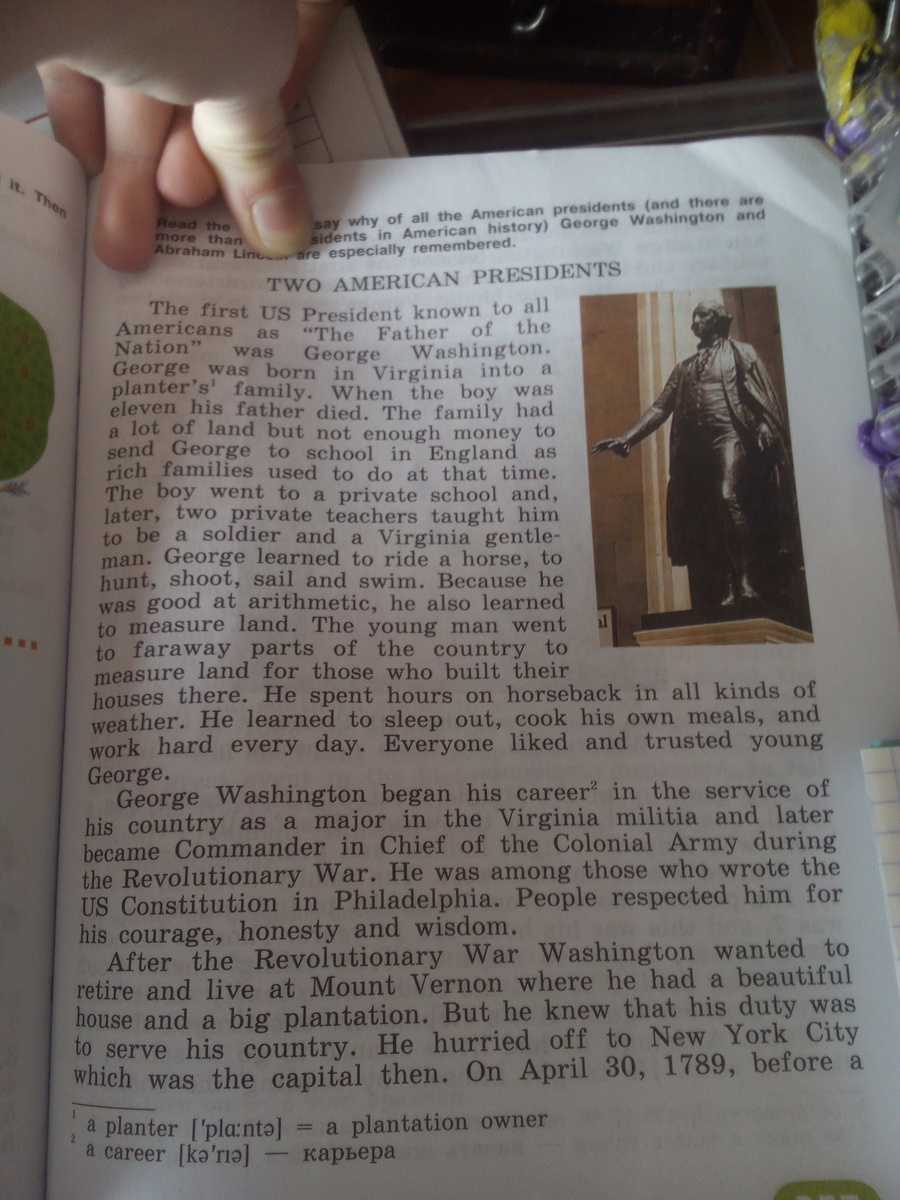 it. Then
Read the say why of all the American presidents (and there are
more than sidents in American history) George Washington and
Abraham Linc are especially remembered.
TWO AMERICAN PRESIDENTS
The first US President known to all
Americans as “The Father of the
Nation” was George Washington.
George was born in Virginia into a
planter’s¹ family. When the boy was
eleven his father died. The family had
a lot of land but not enough money to
send George to school in England as
rich families used to do at that time.
The boy went to a private school and,
later, two private teachers taught him
to be a soldier and a Virginia gentle-
man. George learned to ride a horse, to
hunt, shoot, sail and swim. Because he
was good at arithmetic, he also learned
to measure land. The young man went
to faraway parts of the country to
measure land for those who built their
houses there. He spent hours on horseback in all kinds of
weather. He learned to sleep out, cook his own meals, and
work hard every day. Everyone liked and trusted young
George.
George Washington began his career² in the service of
his country as a major in the Virginia militia and later
became Commander in Chief of the Colonial Army during
the Revolutionary War. He was among those who wrote the
US Constitution in Philadelphia. People respected him for
his courage, honesty and wisdom.
After the Revolutionary War Washington wanted to
retire and live at Mount Vernon where he had a beautiful
house and a big plantation. But he knew that his duty was
to serve his country. He hurried off to New York City
which was the capital then. On April 30, 1789, before a
¹ a planter [ˈplɑːntə] = a plantation owner
² a career [kəˈrɪə] — карьера